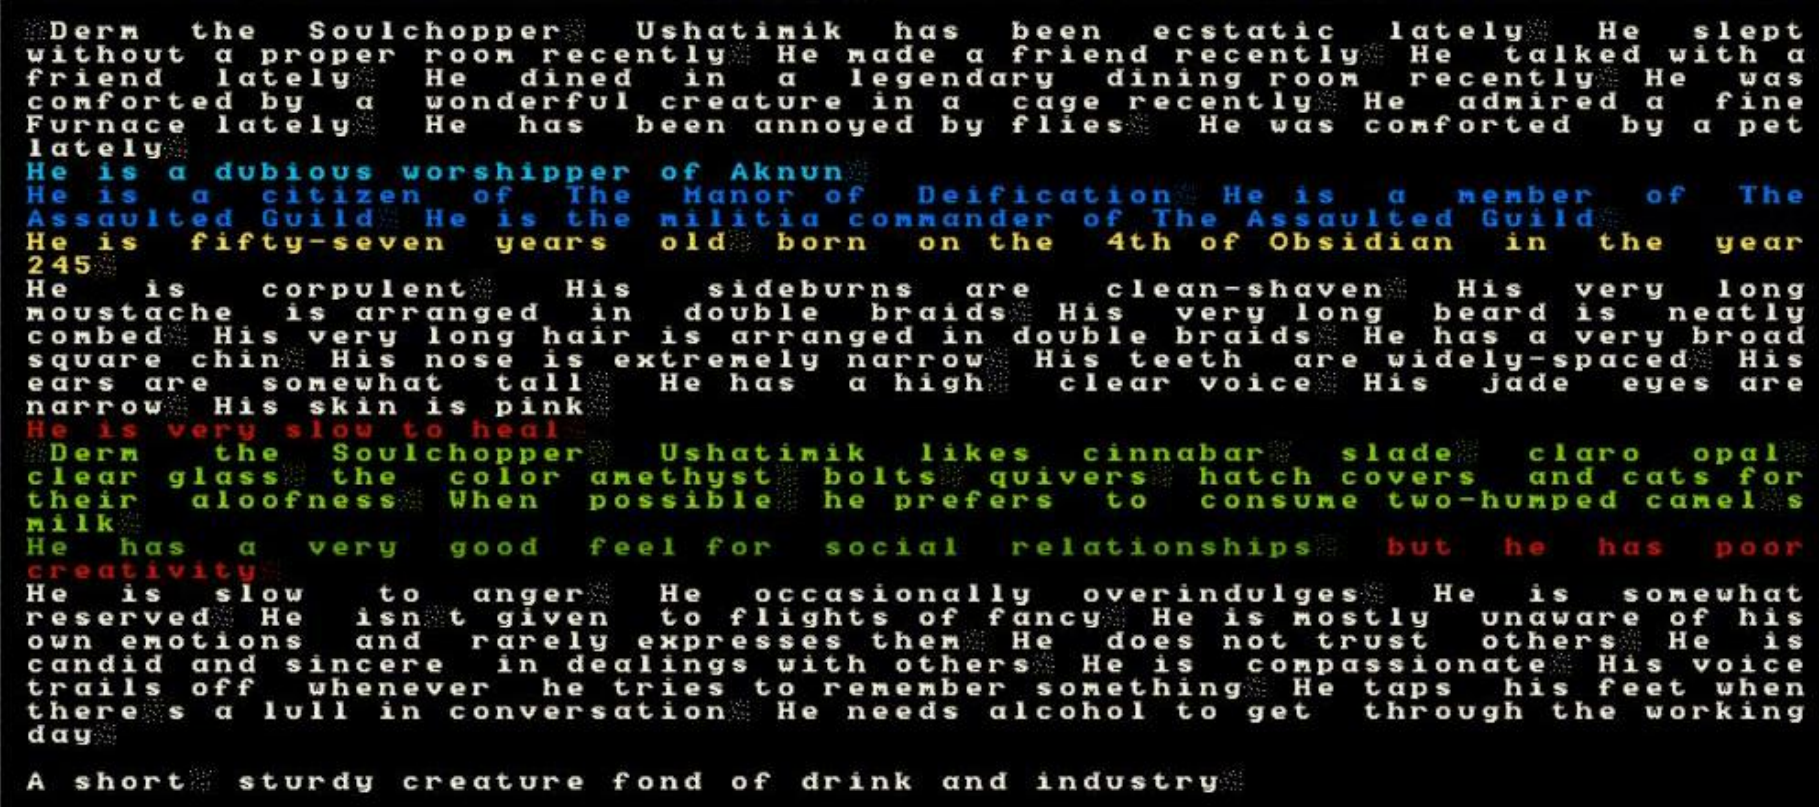 ░Derm the Soulchopper░ Ushatimik has been ecstatic lately░ He slept
without a proper room recently░ He made a friend recently░ He talked with a
friend lately░ He dined in a legendary dining room recently░ He was
comforted by a wonderful creature in a cage recently░ He admired a fine
Furnace lately░ He has been annoyed by flies░ He was comforted by a pet
lately░
He is a dubious worshipper of Aknun░
He is a citizen of The Manor of Deification░ He is a member of The
Assaulted Guild░ He is the militia commander of The Assaulted Guild░
He is fifty-seven years old░ born on the 4th of Obsidian in the year
245░
He is corpulent░ His sideburns are clean-shaven░ His very long
moustache is arranged in double braids░ His very long beard is neatly
combed░ His very long hair is arranged in double braids░ He has a very broad
square chin░ His nose is extremely narrow░ His teeth are widely-spaced░ His
ears are somewhat tall░ He has a high░ clear voice░ His jade eyes are
narrow░ His skin is pink░
He is very slow to heal░
░Derm the Soulchopper░ Ushatimik likes cinnabar░ slade░ claro opal░
clear glass░ the color amethyst░ bolts░ quivers░ hatch covers and cats for
their aloofness░ When possible░ he prefers to consume two-humped camel░s
milk░
He has a very good feel for social relationships░ but he has poor
creativity░
He is slow to anger░ He occasionally overindulges░ He is somewhat
reserved░ He isn░t given to flights of fancy░ He is mostly unaware of his
own emotions and rarely expresses them░ He does not trust others░ He is
candid and sincere in dealings with others░ He is compassionate░ His voice
trails off whenever he tries to remember something░ He taps his feet when
there░s a lull in conversation░ He needs alcohol to get through the working
day░
A short░ sturdy creature fond of drink and industry░